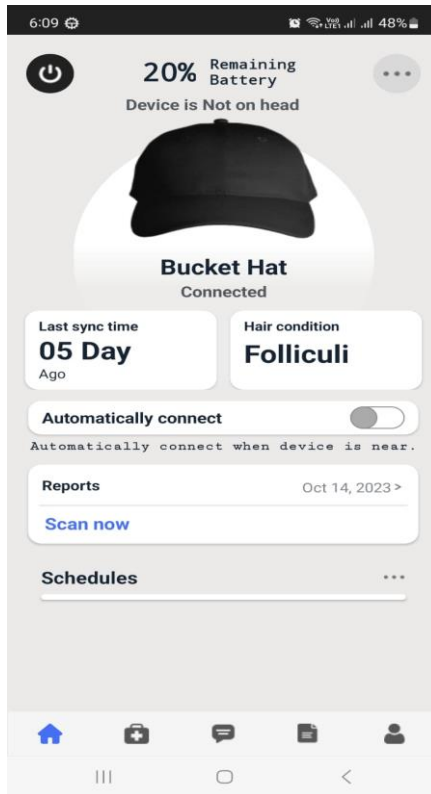 6:09
48%
20% Remaining Battery
Device is Not on head
Bucket Hat
Connected
Last sync time
05 Day
Ago
Hair condition
Folliculi
Automatically connect
Automatically connect when device is near.
Reports
Oct 14, 2023 >
Scan now
Schedules